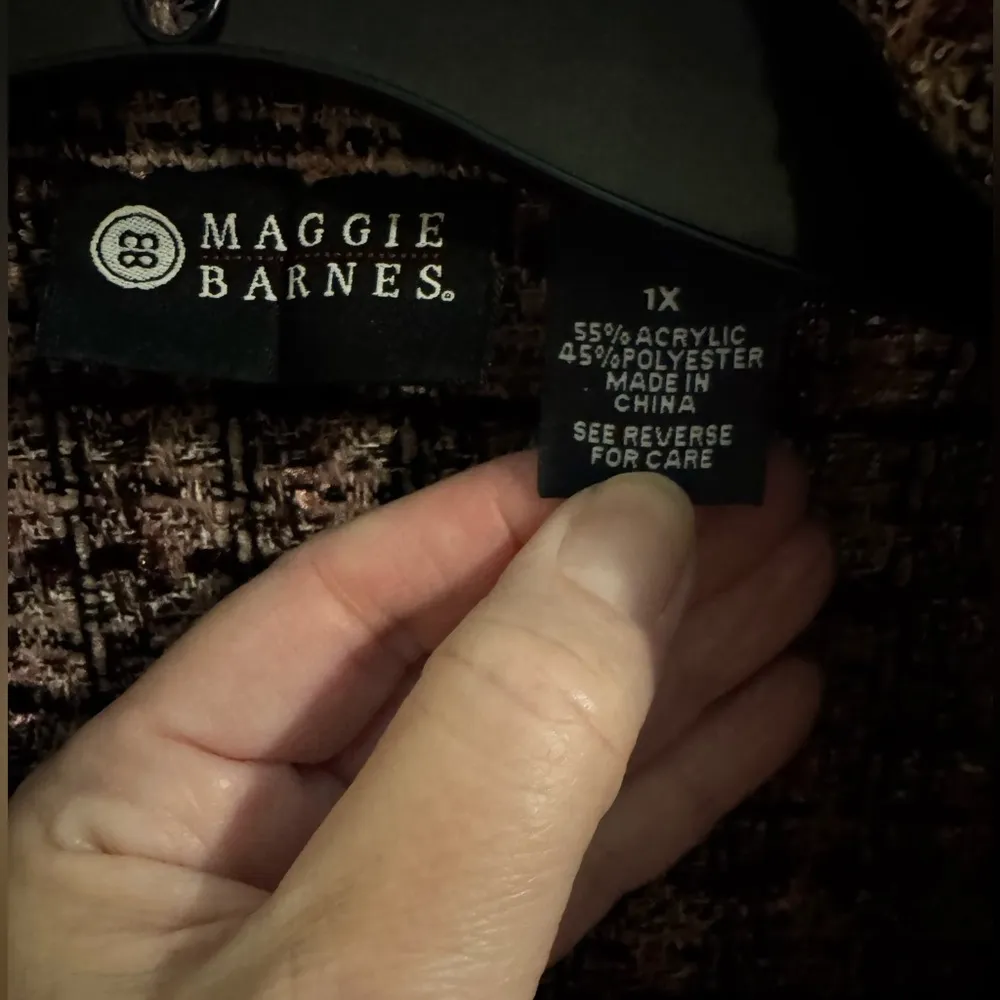 MAGGIE
BARNES.
1X
55% ACRYLIC
45% POLYESTER
MADE IN
CHINA
SEE REVERSE
FOR CARE